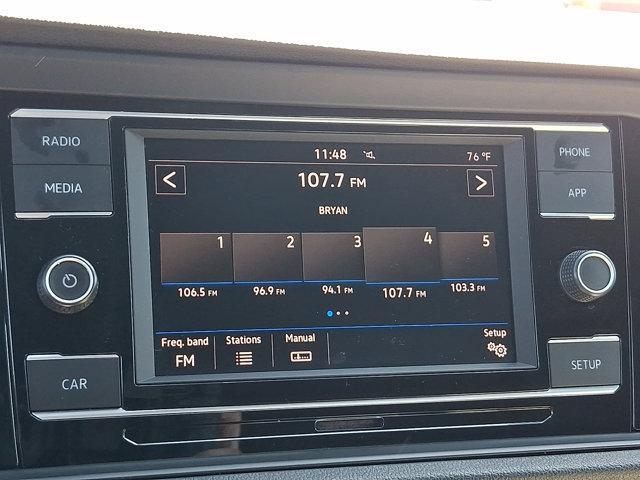 RADIO
MEDIA
CAR
PHONE
APP
SETUP
11:48
76 °F
< 107.7 FM >
BRYAN
1 2 3 4 5
106.5 FM 96.9 FM 94.1 FM 107.7 FM 103.3 FM
Freq. band Stations Manual Setup
FM